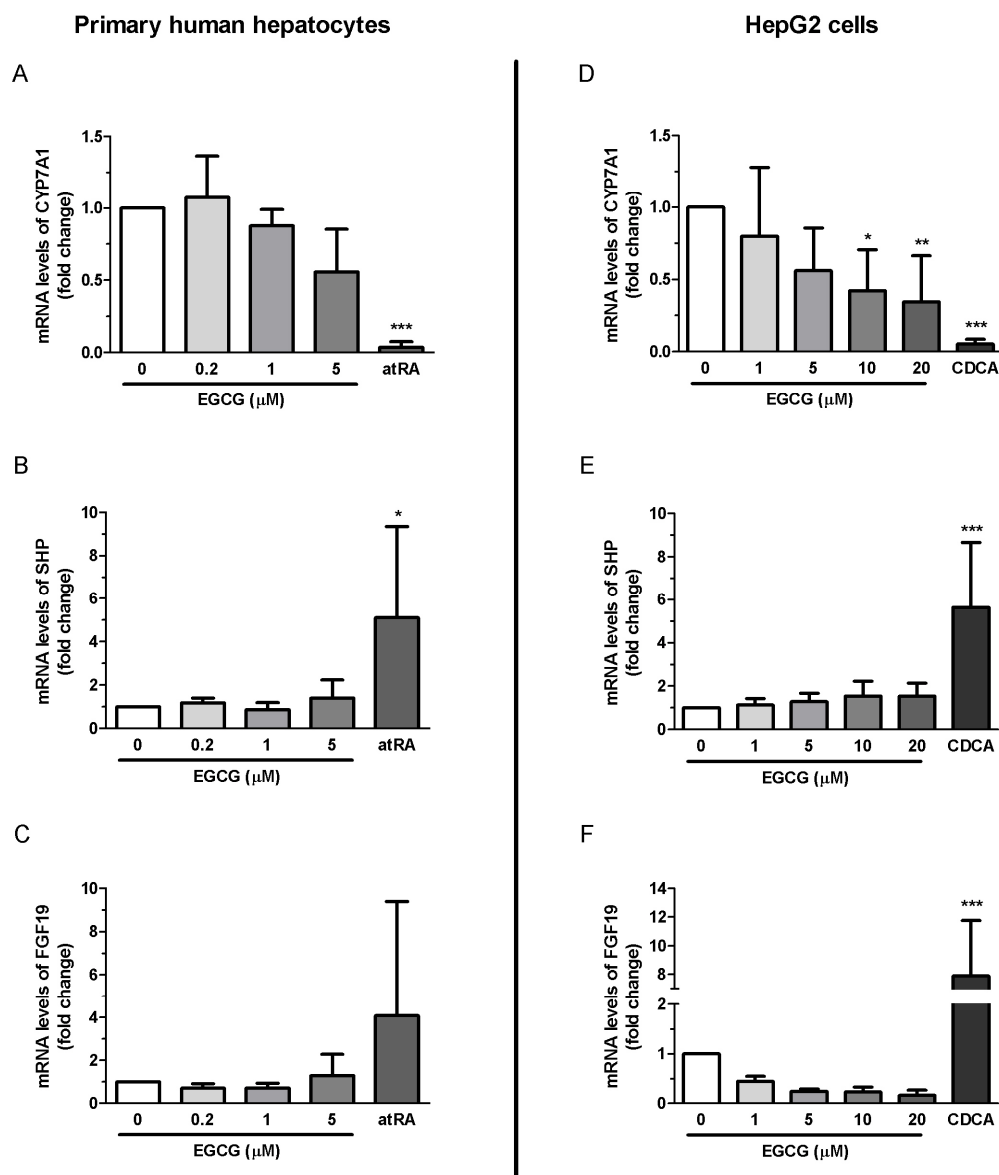 Primary human hepatocytes
HepG2 cells
A
mRNA levels of CYP7A1
(fold change)
1.5
1.0
0.5
0.0
***
0 0.2 1 5 atRA
EGCG (μM)
D
mRNA levels of CYP7A1
(fold change)
1.5
1.0
0.5
0.0
*
**
***
0 1 5 10 20 CDCA
EGCG (μM)
B
mRNA levels of SHP
(fold change)
10
8
6
4
2
0
*
0 0.2 1 5 atRA
EGCG (μM)
E
mRNA levels of SHP
(fold change)
10
8
6
4
2
0
***
0 1 5 10 20 CDCA
EGCG (μM)
C
mRNA levels of FGF19
(fold change)
10
8
6
4
2
0
0 0.2 1 5 atRA
EGCG (μM)
F
mRNA levels of FGF19
(fold change)
14
12
10
8
2
1
0
***
0 1 5 10 20 CDCA
EGCG (μM)